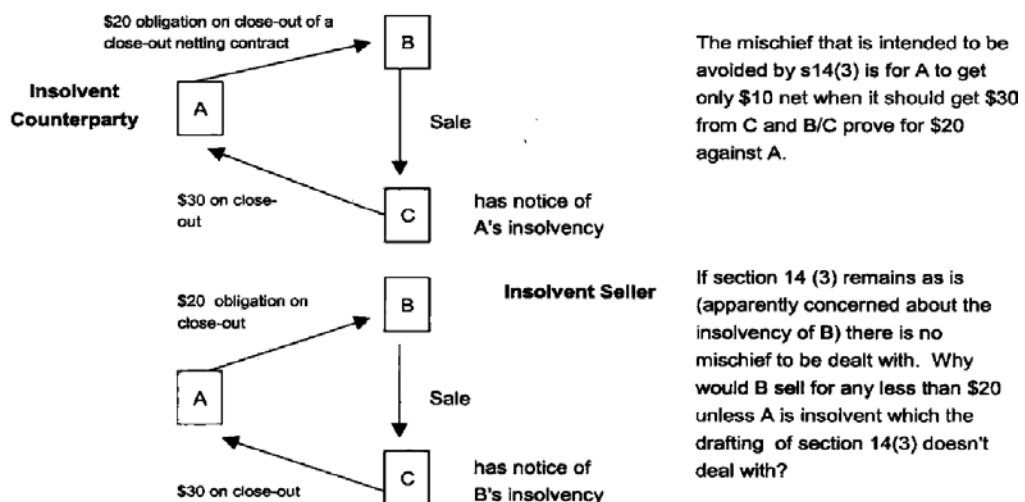 $20 obligation on close-out of a
close-out netting contract
B
Insolvent
Counterparty
A
Sale
$30 on close-
out
C
has notice of
A's insolvency
The mischief that is intended to be
avoided by s14(3) is for A to get
only $10 net when it should get $30
from C and B/C prove for $20
against A.
$20 obligation on
close-out
B
Insolvent Seller
A
Sale
$30 on close-out
C
has notice of
B's insolvency
If section 14 (3) remains as is
(apparently concerned about the
insolvency of B) there is no
mischief to be dealt with. Why
would B sell for any less than $20
unless A is insolvent which the
drafting of section 14(3) doesn't
deal with?